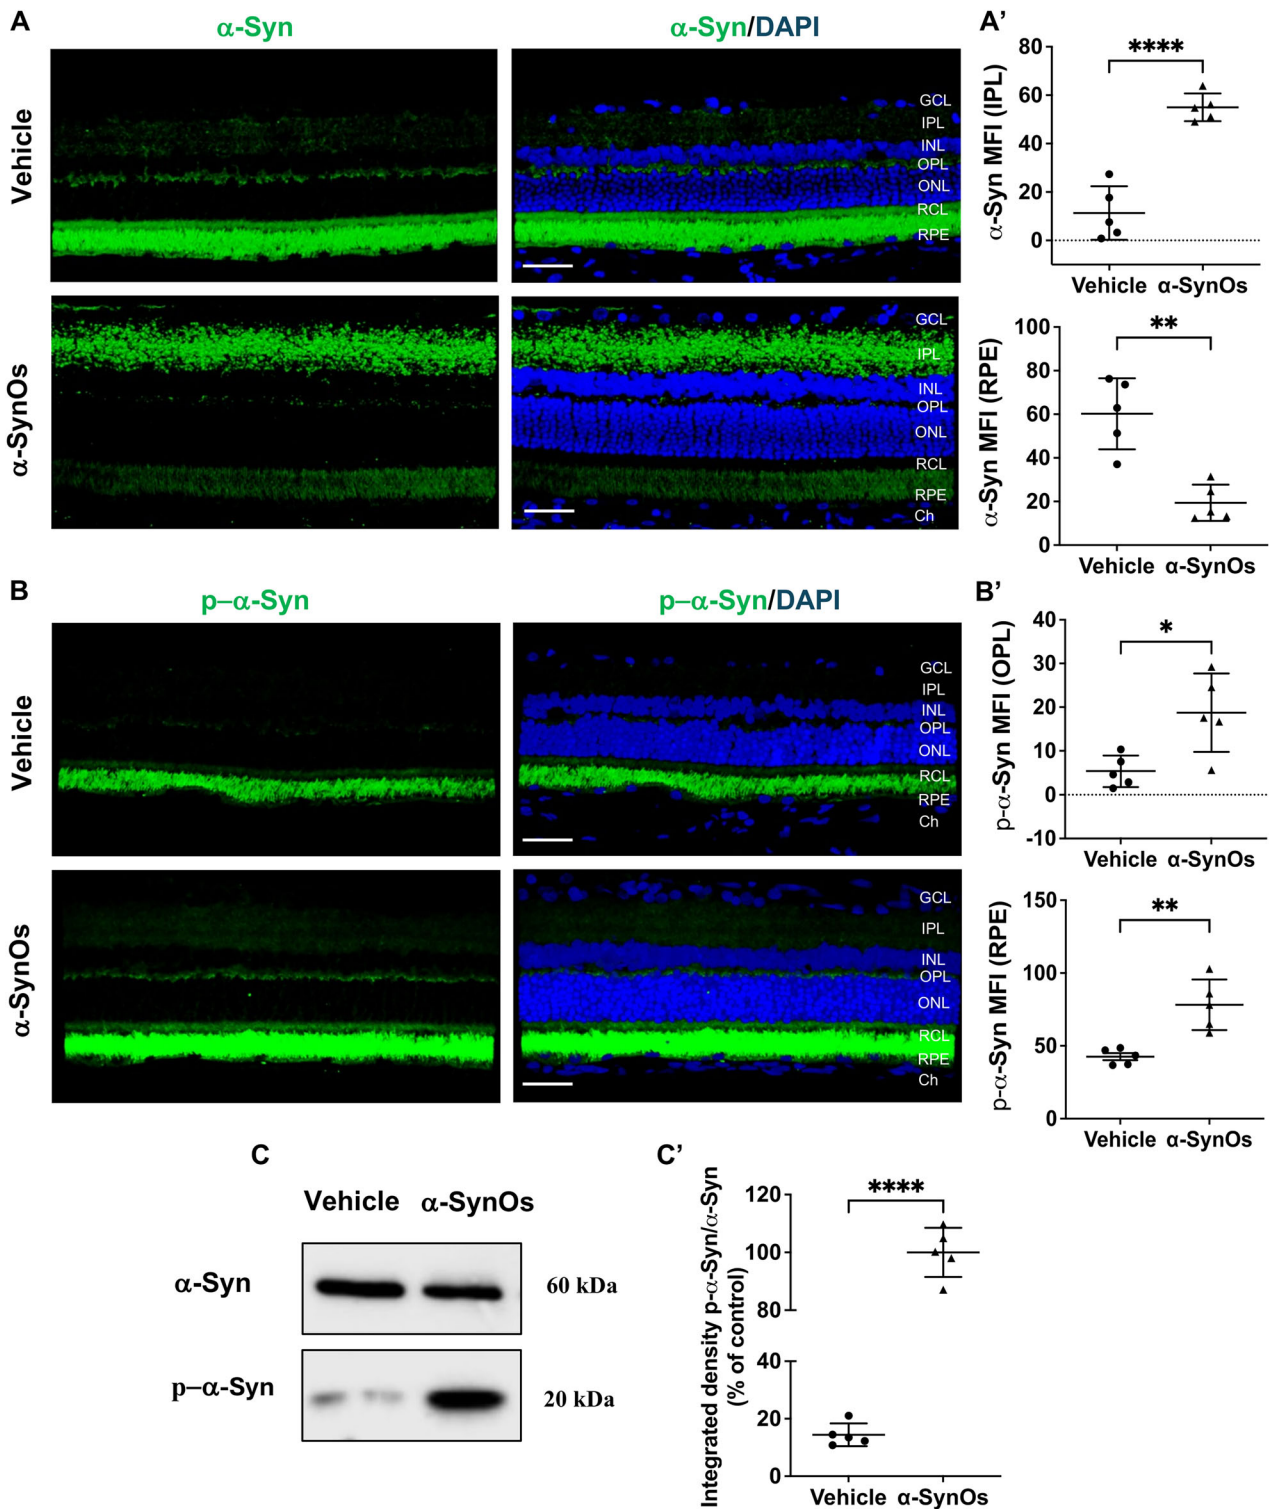 A
α-Syn
α-Syn/DAPI
Vehicle
GCL
IPL
INL
OPL
ONL
RCL
RPE
α-SynOs
GCL
IPL
INL
OPL
ONL
RCL
RPE
Ch
A'
α-Syn MFI (IPL)
80
60
40
20
0
****
Vehicle α-SynOs
α-Syn MFI (RPE)
100
80
60
40
20
0
**
Vehicle α-SynOs
B
p–α-Syn
p–α-Syn/DAPI
Vehicle
GCL
IPL
INL
OPL
ONL
RCL
RPE
Ch
α-SynOs
GCL
IPL
INL
OPL
ONL
RCL
RPE
Ch
B'
p-α-Syn MFI (OPL)
40
30
20
10
0
-10
*
Vehicle α-SynOs
p-α-Syn MFI (RPE)
150
100
50
0
**
Vehicle α-SynOs
C
Vehicle α-SynOs
α-Syn 60 kDa
p–α-Syn 20 kDa
C'
Integrated density p-α-Syn/α-Syn
(% of control)
120
100
80
40
20
0
****
Vehicle α-SynOs